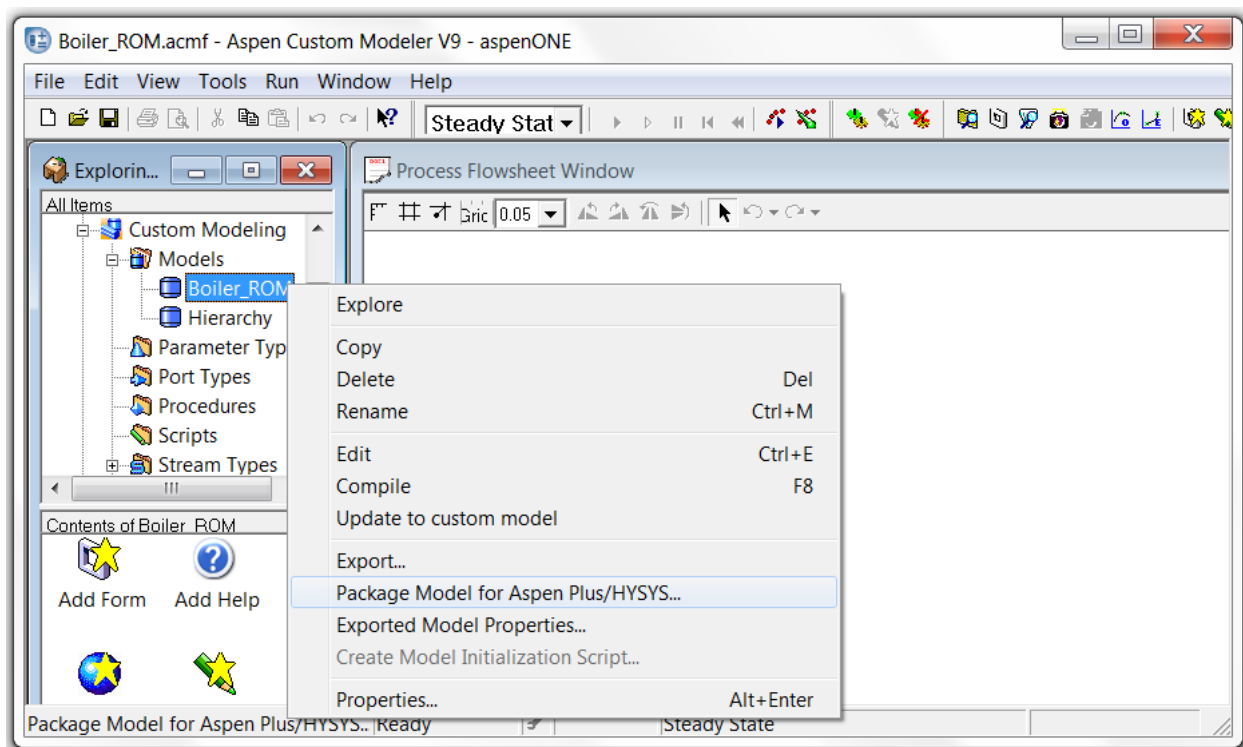 Boiler_ROM.acmf - Aspen Custom Modeler V9 - aspenONE
File Edit View Tools Run Window Help
Steady Stat
Explorin...
Process Flowsheet Window
All Items
Gric 0.05
Custom Modeling
Models
Boiler_ROM
Hierarchy
Parameter Typ
Port Types
Procedures
Scripts
Stream Types
Contents of Boiler_ROM
Add Form Add Help
Explore
Copy
Delete Del
Rename Ctrl+M
Edit Ctrl+E
Compile F8
Update to custom model
Export...
Package Model for Aspen Plus/HYSYS...
Exported Model Properties...
Create Model Initialization Script...
Properties... Alt+Enter
Package Model for Aspen Plus/HYSYS.. Ready Steady State